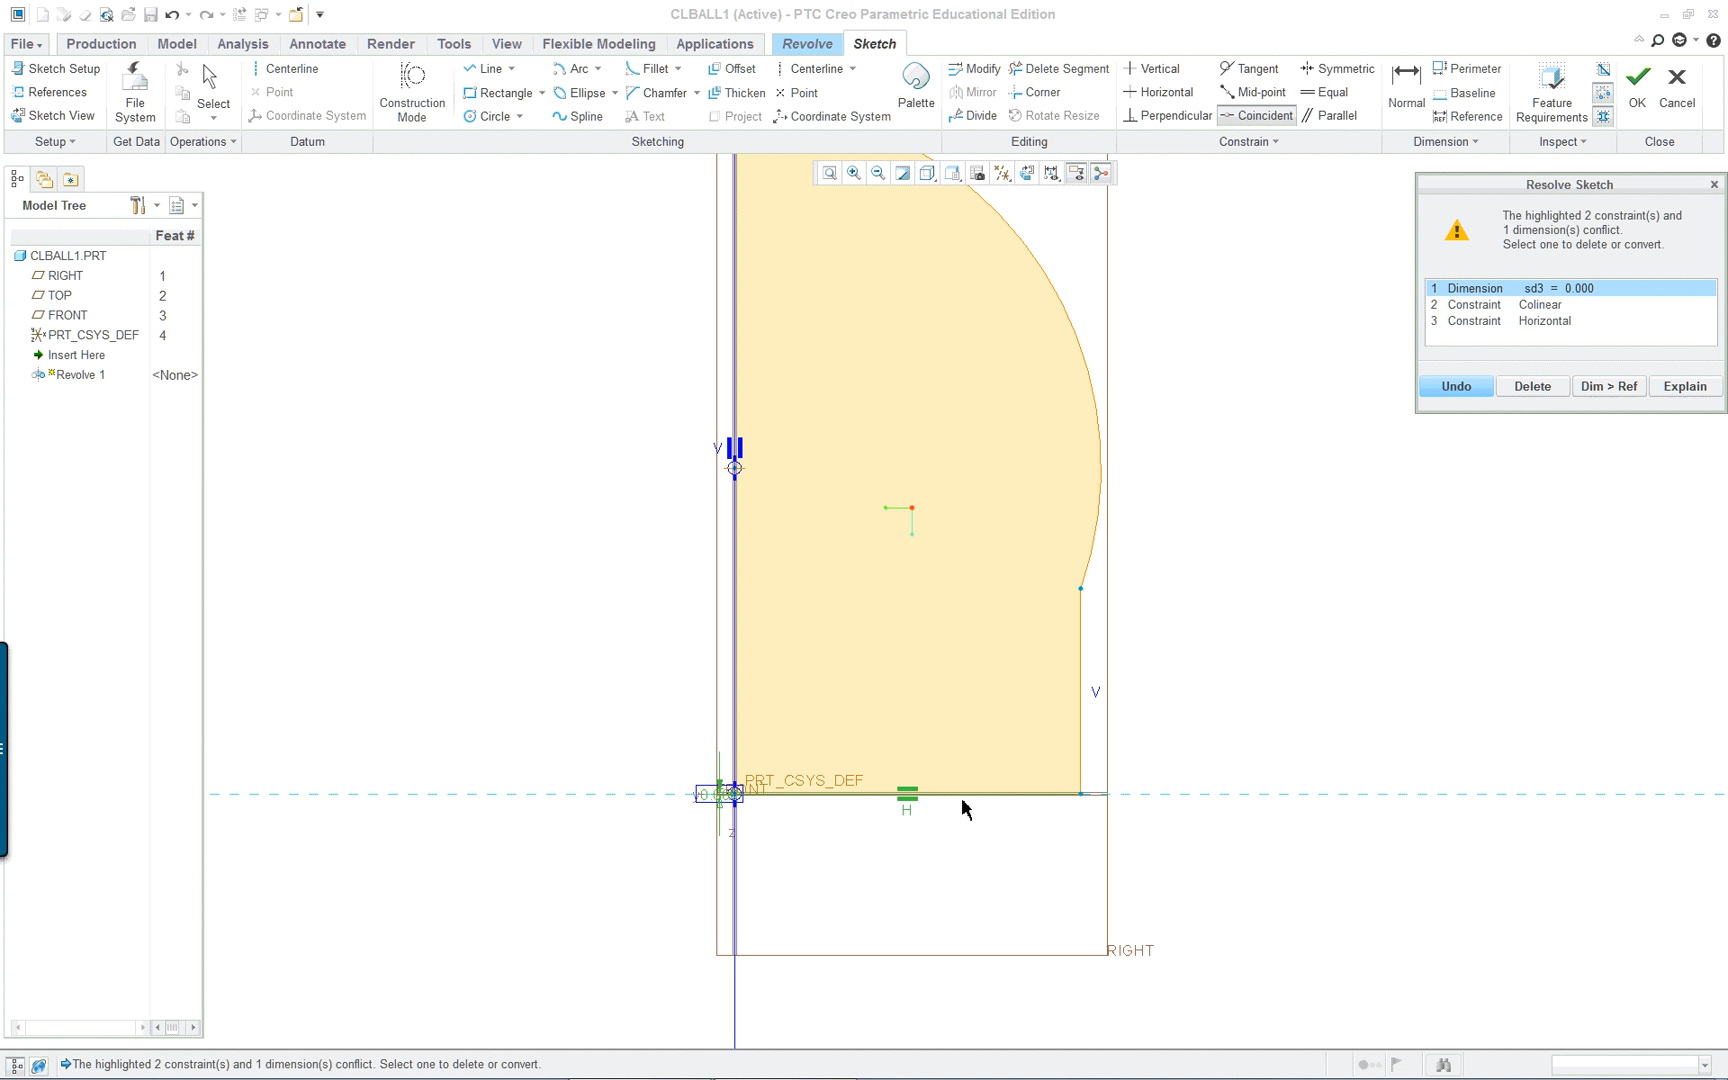 CLBALL1 (Active) - PTC Creo Parametric Educational Edition
File Production Model Analysis Annotate Render Tools View Flexible Modeling Applications Revolve Sketch
Sketch Setup
References
Sketch View
Setup
File System
Get Data
Select
Operations
Centerline
Point
Coordinate System
Datum
Construction Mode
Line
Rectangle
Circle
Arc
Ellipse
Spline
Fillet
Chamfer
Text
Offset
Thicken
Project
Centerline
Point
Coordinate System
Palette
Sketching
Modify
Mirror
Divide
Delete Segment
Corner
Rotate Resize
Editing
Vertical
Horizontal
Perpendicular
Tangent
Mid-point
Coincident
Symmetric
Equal
Parallel
Constrain
Normal
Perimeter
Baseline
Reference
Dimension
Feature Requirements
Inspect
OK
Cancel
Close
Model Tree
Feat #
CLBALL1.PRT
RIGHT 1
TOP 2
FRONT 3
PRT_CSYS_DEF 4
Insert Here
Revolve 1 <None>
Resolve Sketch
The highlighted 2 constraint(s) and
1 dimension(s) conflict.
Select one to delete or convert.
1 Dimension sd3 = 0.000
2 Constraint Colinear
3 Constraint Horizontal
Undo Delete Dim > Ref Explain
V
V
PRT_CSYS_DEF
H
Z
RIGHT
The highlighted 2 constraint(s) and 1 dimension(s) conflict. Select one to delete or convert.